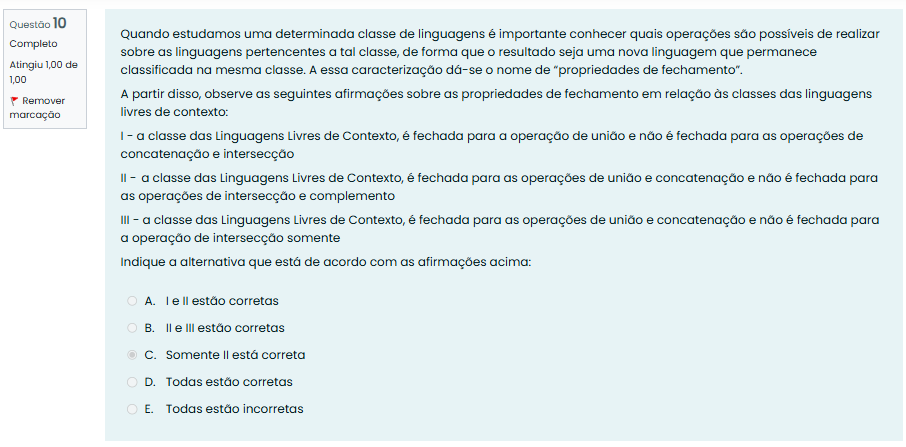 Questão 10
Completo
Atingiu 1,00 de
1,00
Remover
marcação
Quando estudamos uma determinada classe de linguagens é importante conhecer quais operações são possíveis de realizar
sobre as linguagens pertencentes a tal classe, de forma que o resultado seja uma nova linguagem que permanece
classificada na mesma classe. A essa caracterização dá-se o nome de “propriedades de fechamento”.
A partir disso, observe as seguintes afirmações sobre as propriedades de fechamento em relação às classes das linguagens
livres de contexto:
I - a classe das Linguagens Livres de Contexto, é fechada para a operação de união e não é fechada para as operações de
concatenação e intersecção
II - a classe das Linguagens Livres de Contexto, é fechada para as operações de união e concatenação e não é fechada para
as operações de intersecção e complemento
III - a classe das Linguagens Livres de Contexto, é fechada para as operações de união e concatenação e não é fechada para
a operação de intersecção somente
Indique a alternativa que está de acordo com as afirmações acima:
A. I e II estão corretas
B. II e III estão corretas
C. Somente II está correta
D. Todas estão corretas
E. Todas estão incorretas